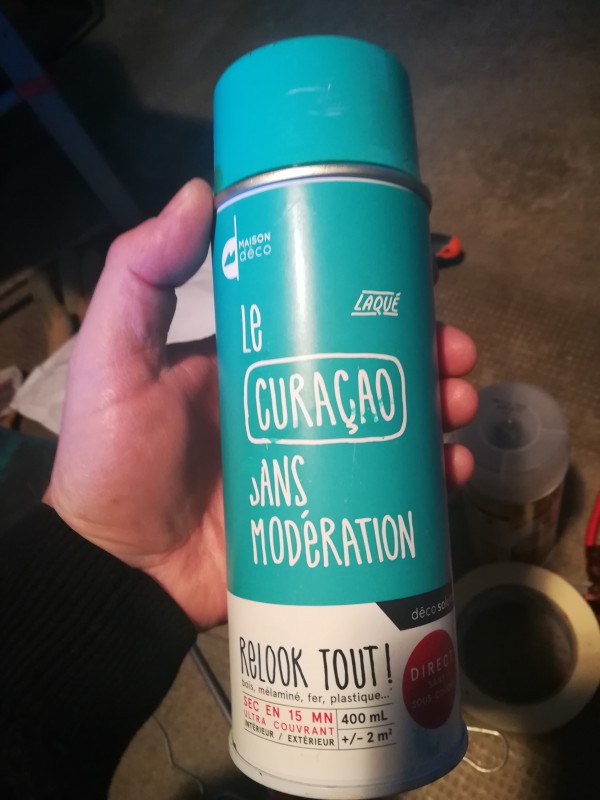 MAISON
déco
LAQUÉ
Le
CURAÇAO
SANS
MODéRATION
déco
ReLOOK TOUT!
bois, mélaminé, fer, plastique...
SEC EN 15 MN
ULTRA COUVRANT
INTÉRIEUR / EXTÉRIEUR
400 mL
+/- 2 m²
DIRECT